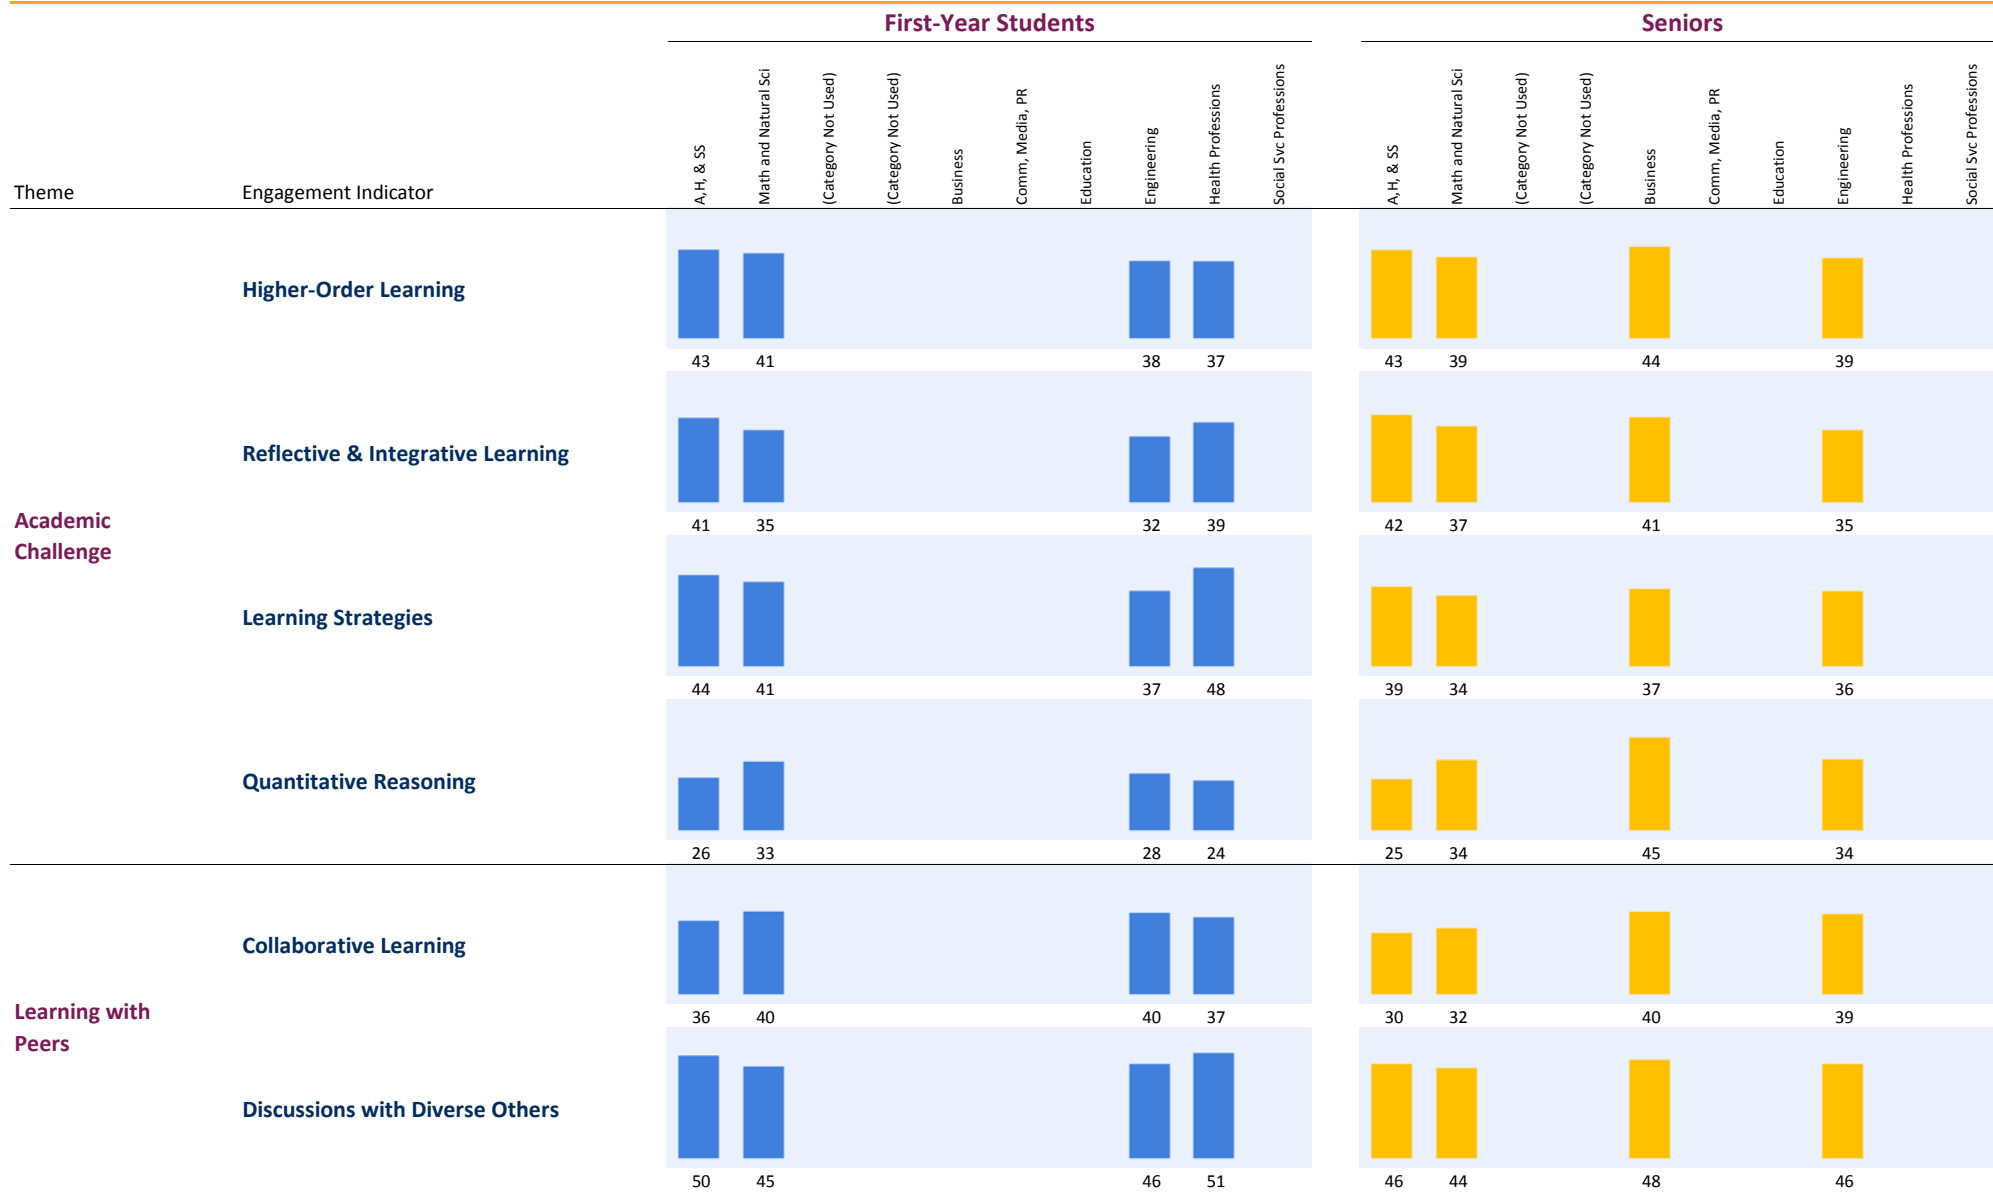 First-Year Students
Seniors
Theme
Engagement Indicator
A,H, & SS
Math and Natural Sci
(Category Not Used)
(Category Not Used)
Business
Comm, Media, PR
Education
Engineering
Health Professions
Social Svc Professions
A,H, & SS
Math and Natural Sci
(Category Not Used)
(Category Not Used)
Business
Comm, Media, PR
Education
Engineering
Health Professions
Social Svc Professions
Academic
Challenge
Higher-Order Learning
43 41 38 37 43 39 44 39
Reflective & Integrative Learning
41 35 32 39 42 37 41 35
Learning Strategies
44 41 37 48 39 34 37 36
Quantitative Reasoning
26 33 28 24 25 34 45 34
Learning with
Peers
Collaborative Learning
36 40 40 37 30 32 40 39
Discussions with Diverse Others
50 45 46 51 46 44 48 46